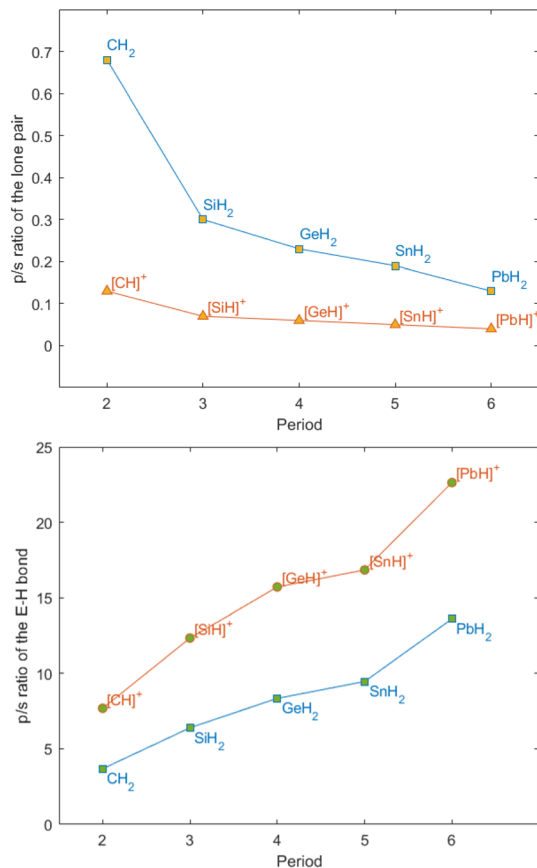 p/s ratio of the lone pair
0.7
0.6
0.5
0.4
0.3
0.2
0.1
0
CH₂
SiH₂
GeH₂
SnH₂
PbH₂
[CH]⁺
[SiH]⁺
[GeH]⁺
[SnH]⁺
[PbH]⁺
2 3 4 5 6
Period
p/s ratio of the E-H bond
25
20
15
10
5
0
[PbH]⁺
[SnH]⁺
[GeH]⁺
[SiH]⁺
[CH]⁺
PbH₂
SnH₂
GeH₂
SiH₂
CH₂
2 3 4 5 6
Period